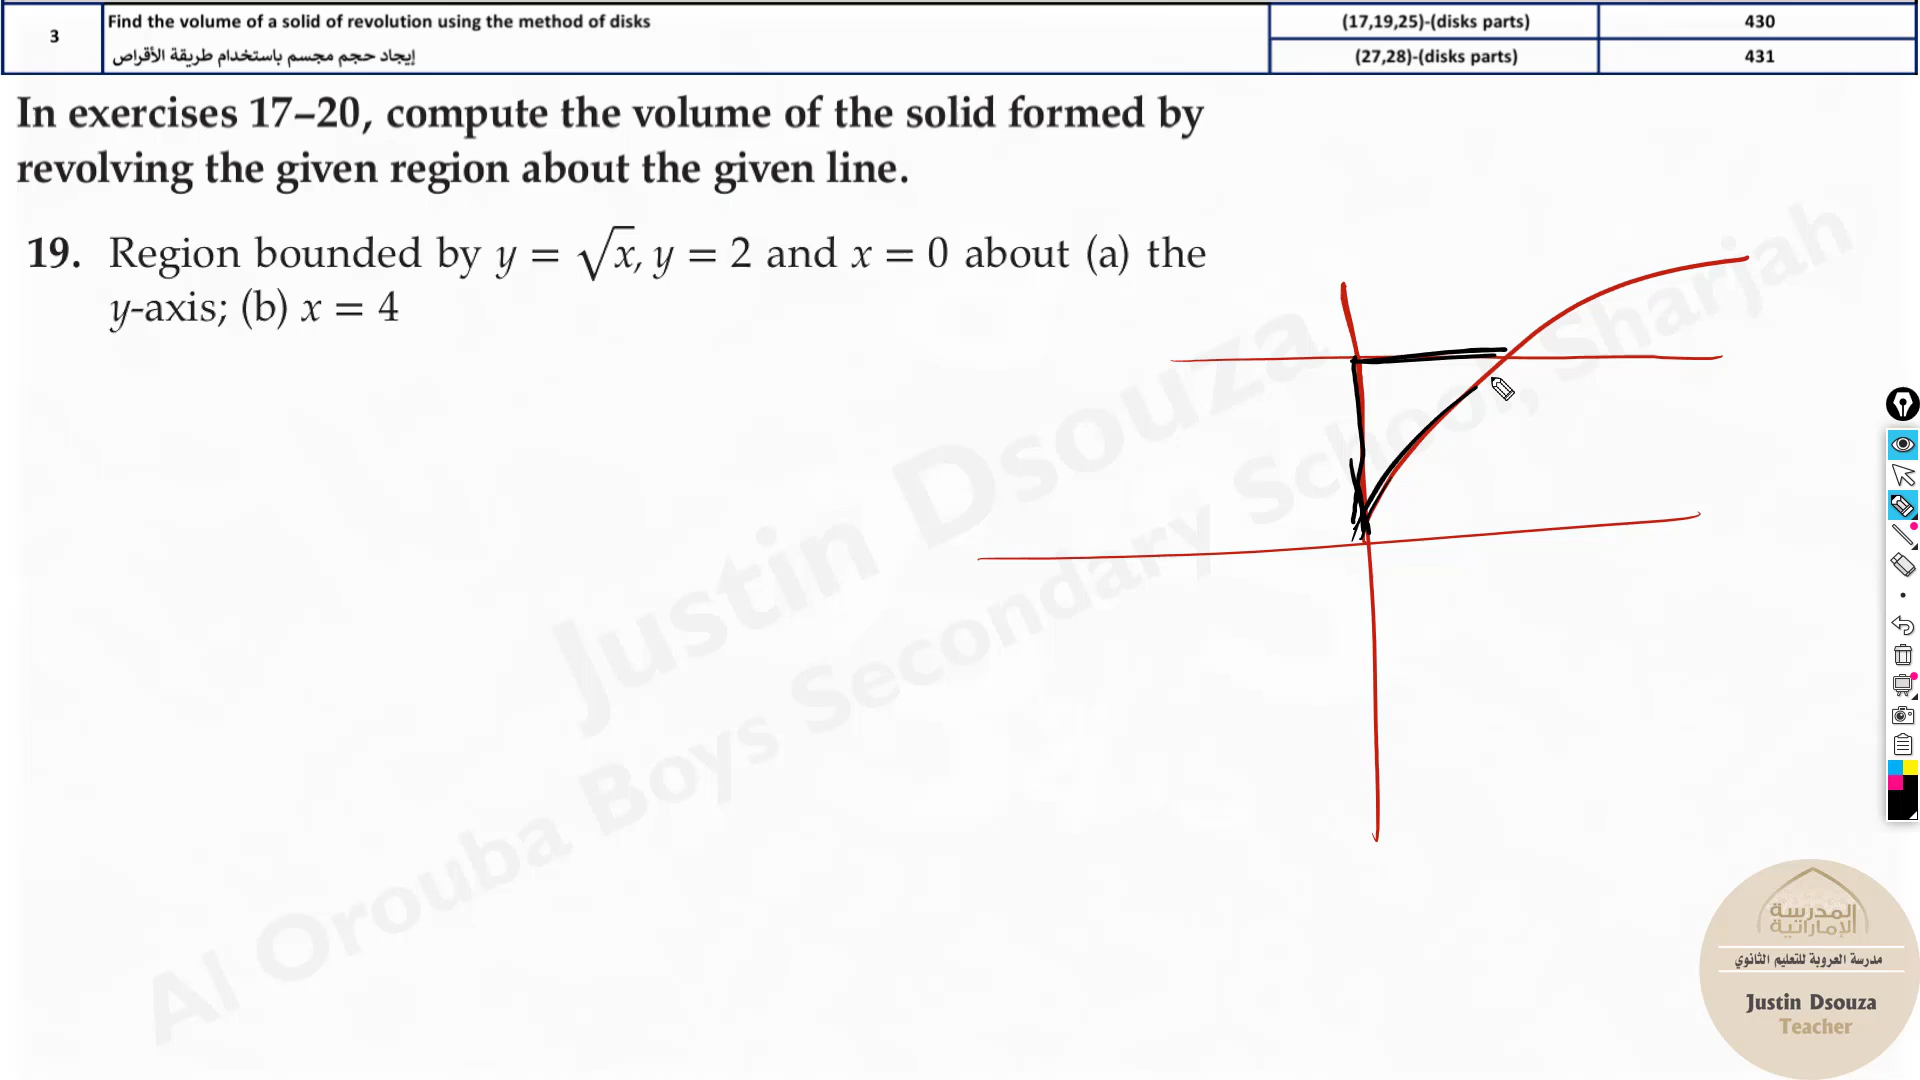 3
Find the volume of a solid of revolution using the method of disks
إيجاد حجم مجسم باستخدام طريقة الأقراص
(17,19,25)-(disks parts)
430
(27,28)-(disks parts)
431
In exercises 17–20, compute the volume of the solid formed by
revolving the given region about the given line.
19. Region bounded by y = √x, y = 2 and x = 0 about (a) the
y-axis; (b) x = 4
Justin Dsouza
Al Orouba Boys Secondary School, Sharjah
المدرسة
الإماراتية
مدرسة العروبة للتعليم الثانوي
Justin Dsouza
Teacher